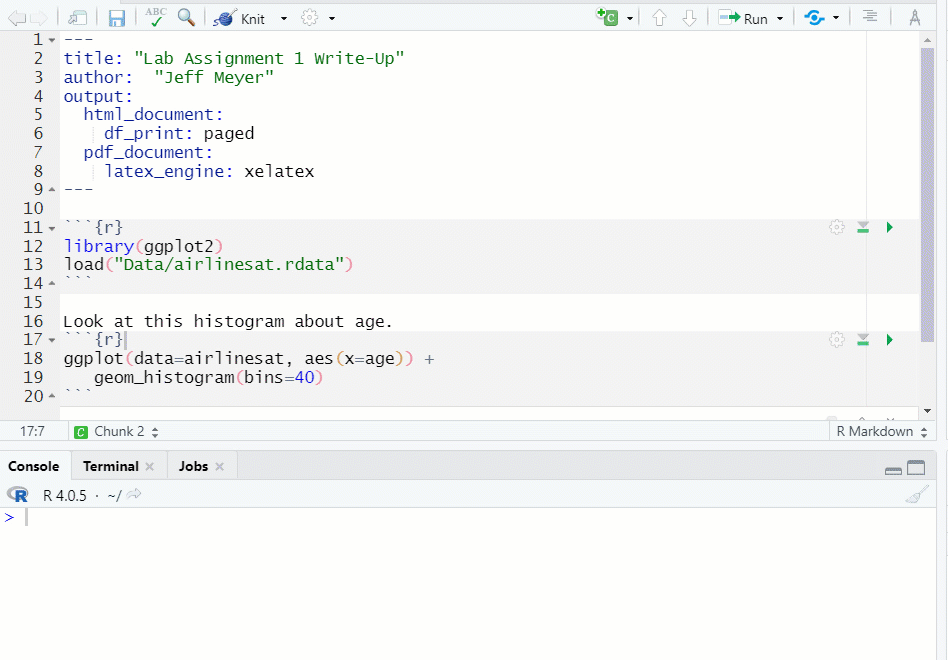 ABC Knit Run
1 ---
2 title: "Lab Assignment 1 Write-Up"
3 author:  "Jeff Meyer"
4 output:
5   html_document:
6     df_print: paged
7   pdf_document:
8     latex_engine: xelatex
9 ---
10
11 ```{r}
12 library(ggplot2)
13 load("Data/airlinesat.rdata")
14 ```
15
16 Look at this histogram about age.
17 ```{r}
18 ggplot(data=airlinesat, aes(x=age)) +
19    geom_histogram(bins=40)
20 ```
17:7 C Chunk 2 R Markdown
Console Terminal Jobs
R R 4.0.5 · ~/
>